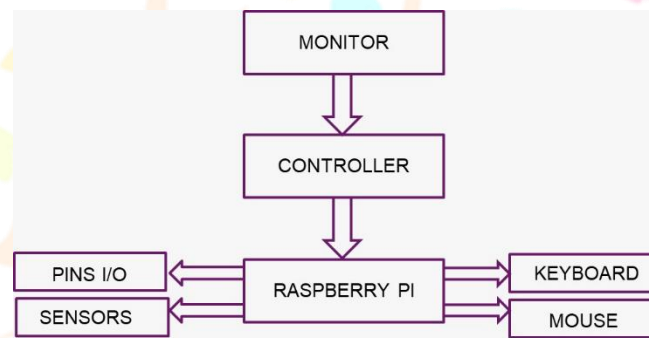 MONITOR
CONTROLLER
PINS I/O
RASPBERRY PI
KEYBOARD
SENSORS
MOUSE